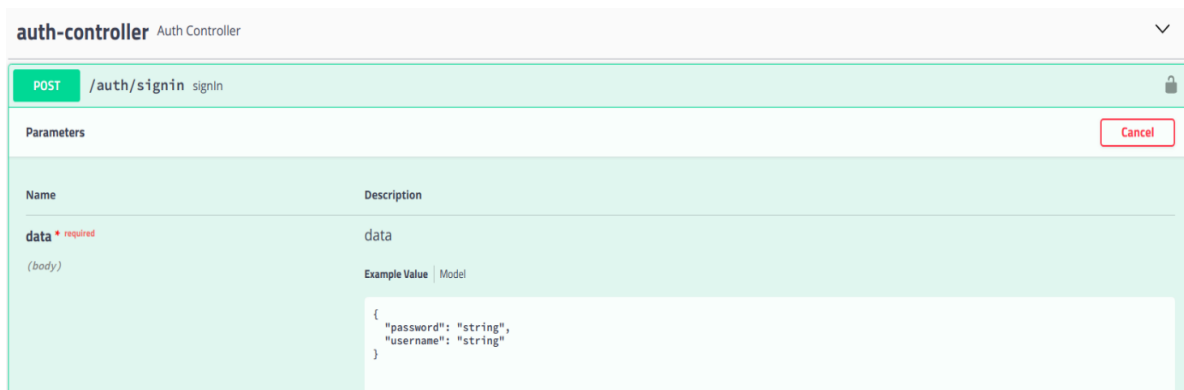 auth-controller Auth Controller
POST /auth/signin signIn
Parameters Cancel
Name Description
data * required data
(body)
Example Value Model
{
"password": "string",
"username": "string"
}